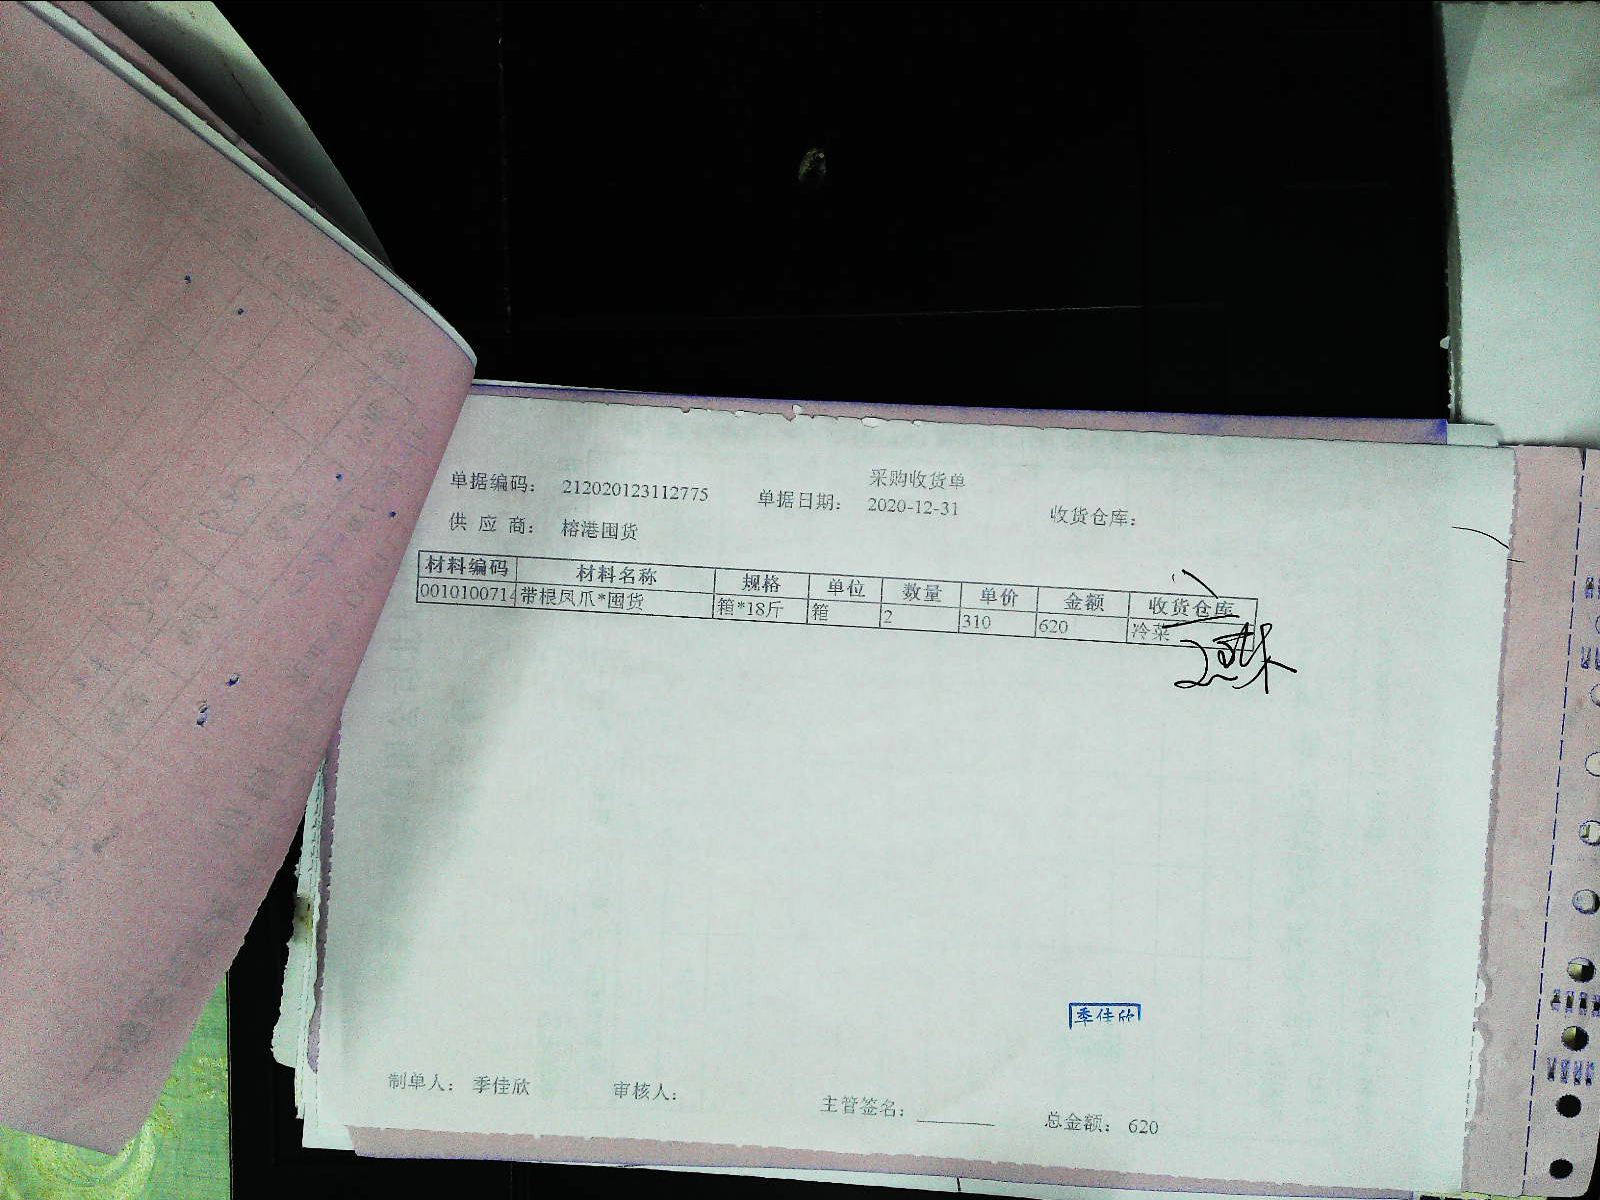 采购收货单
单据编码： 212020123112775 单据日期： 2020-12-31 收货仓库：
供 应 商： 榕港囤货
材料编码 材料名称 规格 单位 数量 单价 金额 收货仓库
0010100714 带根凤爪*囤货 箱*18斤 箱 2 310 620 冷菜
季佳欣
制单人： 季佳欣 审核人： 主管签名： 总金额： 620